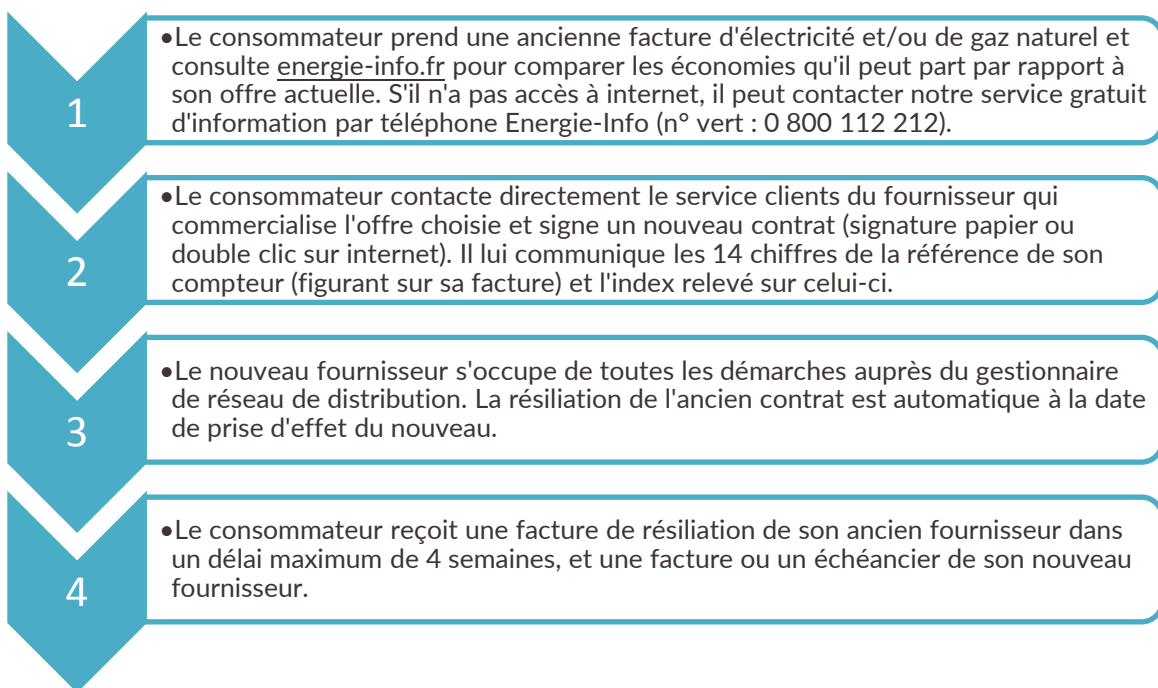 1
•Le consommateur prend une ancienne facture d'électricité et/ou de gaz naturel et
consulte energie-info.fr pour comparer les économies qu'il peut part par rapport à
son offre actuelle. S'il n'a pas accès à internet, il peut contacter notre service gratuit
d'information par téléphone Energie-Info (n° vert : 0 800 112 212).
2
•Le consommateur contacte directement le service clients du fournisseur qui
commercialise l'offre choisie et signe un nouveau contrat (signature papier ou
double clic sur internet). Il lui communique les 14 chiffres de la référence de son
compteur (figurant sur sa facture) et l'index relevé sur celui-ci.
3
•Le nouveau fournisseur s'occupe de toutes les démarches auprès du gestionnaire
de réseau de distribution. La résiliation de l'ancien contrat est automatique à la date
de prise d'effet du nouveau.
4
•Le consommateur reçoit une facture de résiliation de son ancien fournisseur dans
un délai maximum de 4 semaines, et une facture ou un échéancier de son nouveau
fournisseur.